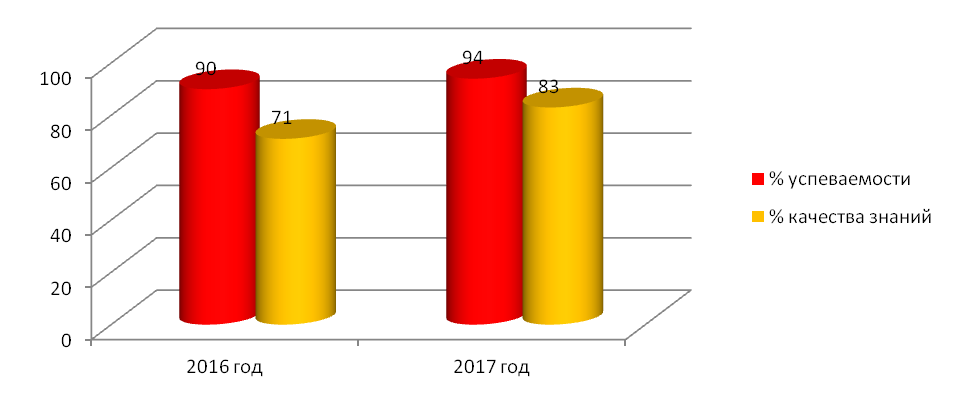 100
80
60
40
20
0
90
71
94
83
2016 год
2017 год
% успеваемости
% качества знаний